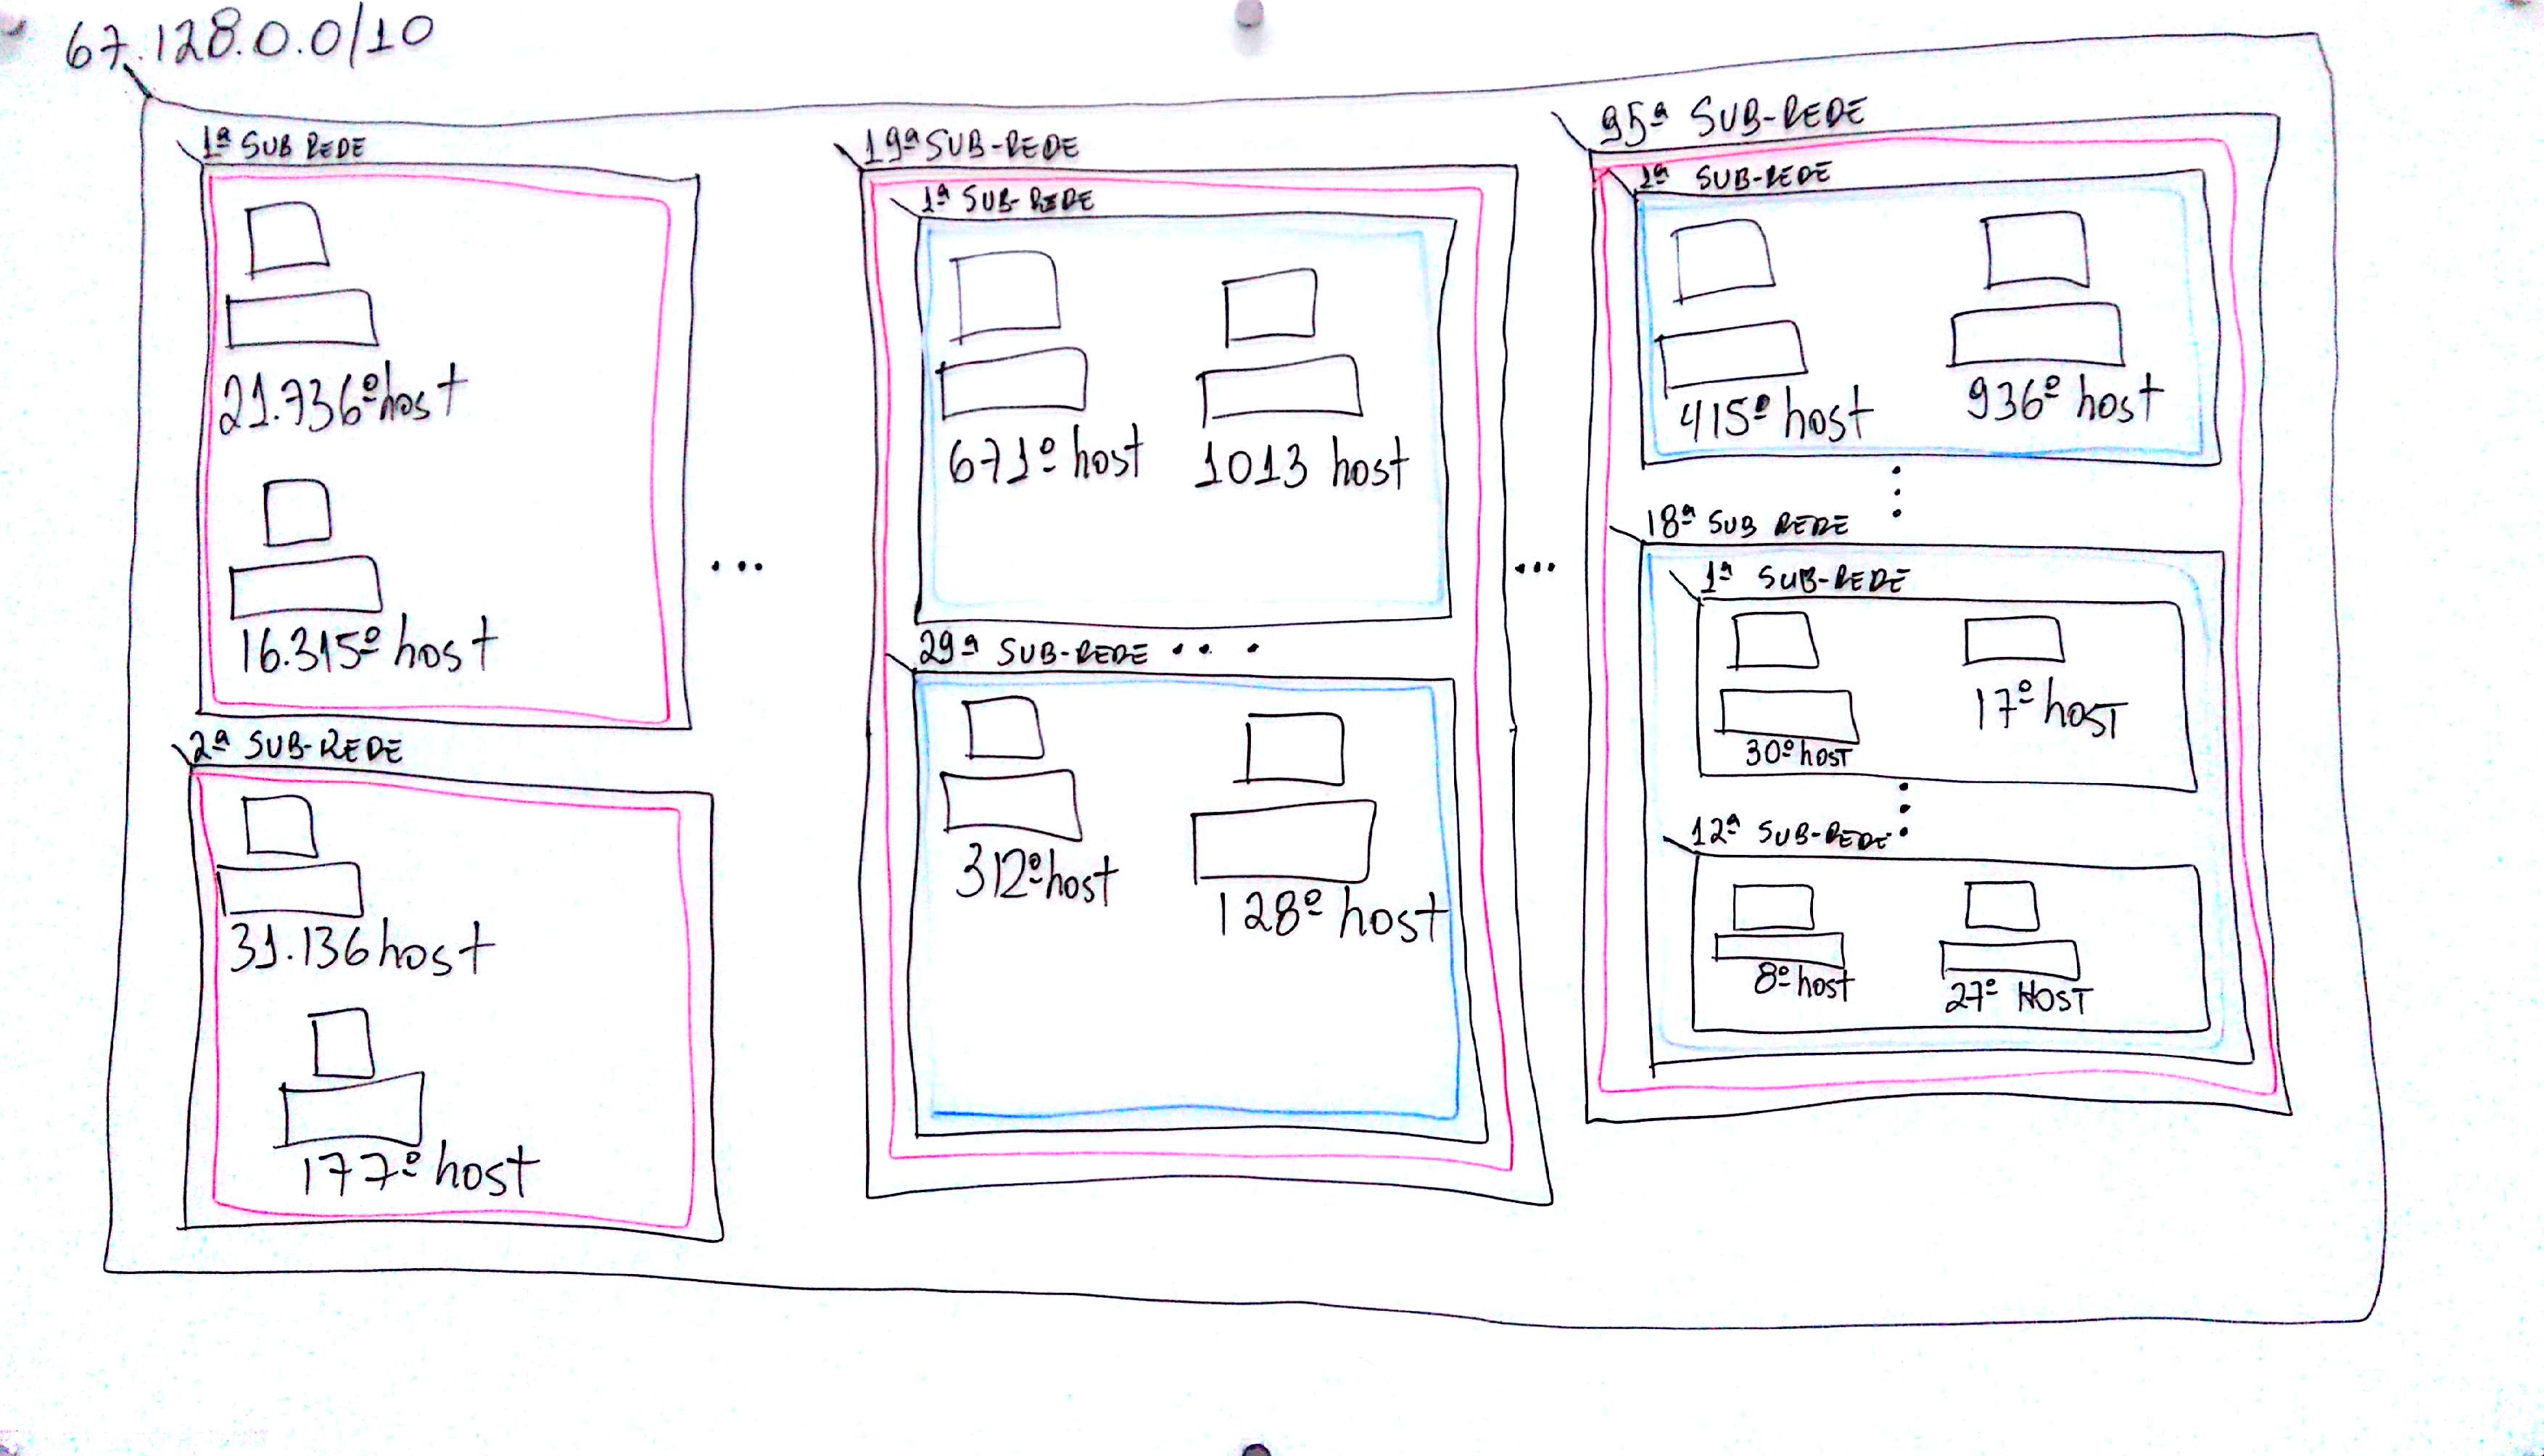 67.128.0.0/10
1ª SUB REDE
21.736º host
16.315º host
2ª SUB-REDE
31.136 host
177º host
...
19ª SUB-REDE
1ª SUB-REDE
671º host
1013 host
29ª SUB-REDE ...
312º host
128º host
...
95ª SUB-REDE
1ª SUB-REDE
415º host
936º host
18ª SUB REDE
1ª SUB-REDE
30º host
17º host
12ª SUB-REDE
8º host
27º HOST